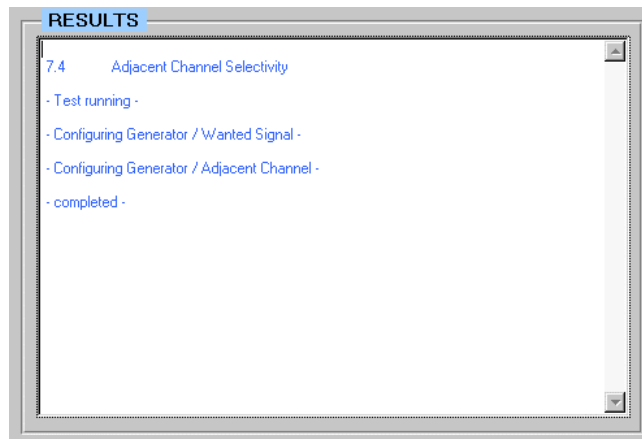 RESULTS
7.4 Adjacent Channel Selectivity
- Test running -
- Configuring Generator / Wanted Signal -
- Configuring Generator / Adjacent Channel -
- completed -